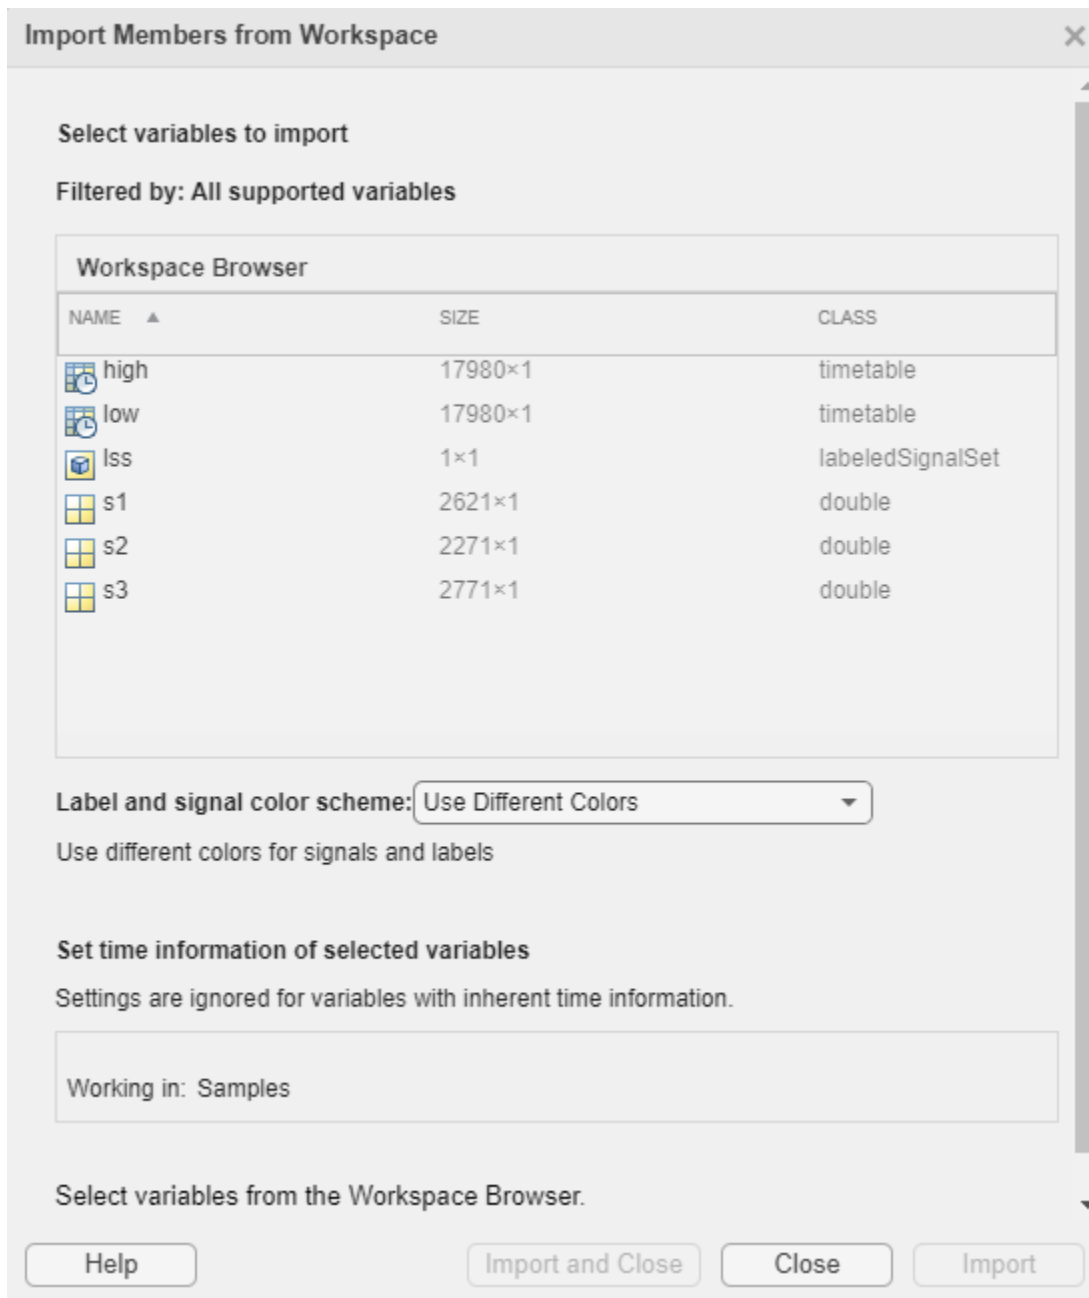 Import Members from Workspace
Select variables to import
Filtered by: All supported variables
Workspace Browser
NAME SIZE CLASS
high 17980×1 timetable
low 17980×1 timetable
lss 1×1 labeledSignalSet
s1 2621×1 double
s2 2271×1 double
s3 2771×1 double
Label and signal color scheme: Use Different Colors
Use different colors for signals and labels
Set time information of selected variables
Settings are ignored for variables with inherent time information.
Working in: Samples
Select variables from the Workspace Browser.
Help Import and Close Close Import